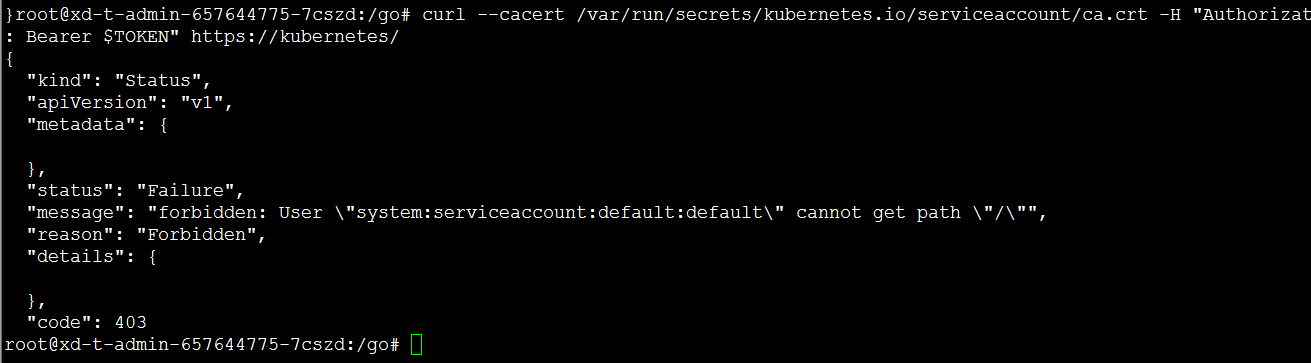 }root@xd-t-admin-657644775-7cszd:/go# curl --cacert /var/run/secrets/kubernetes.io/serviceaccount/ca.crt -H "Authorizat
: Bearer $TOKEN" https://kubernetes/
{
  "kind": "Status",
  "apiVersion": "v1",
  "metadata": {

  },
  "status": "Failure",
  "message": "forbidden: User \"system:serviceaccount:default:default\" cannot get path \"/\"",
  "reason": "Forbidden",
  "details": {

  },
  "code": 403
root@xd-t-admin-657644775-7cszd:/go#